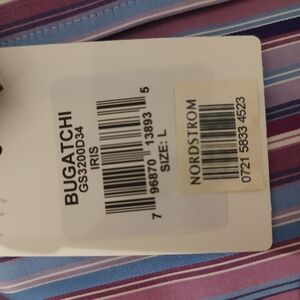 BUGATCHI
GS3200D34
IRIS
7 96870 13893 5
SIZE: L
NORDSTROM
0721 5833 4523